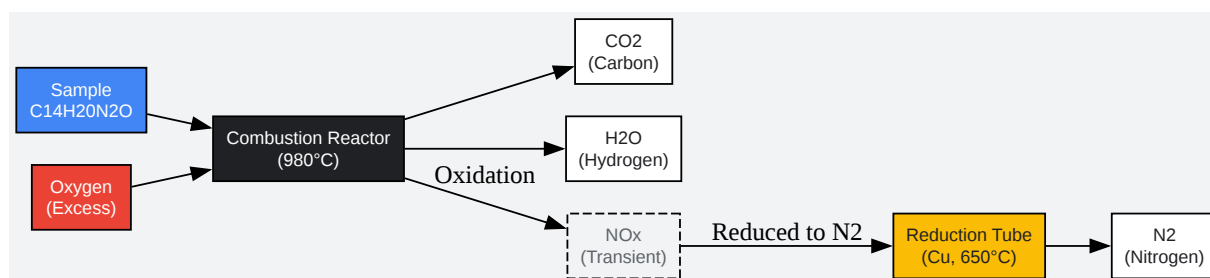 Sample
C14H20N2O
Oxygen
(Excess)
Combustion Reactor
(980°C)
Oxidation
CO2
(Carbon)
H2O
(Hydrogen)
NOx
(Transient)
Reduced to N2
Reduction Tube
(Cu, 650°C)
N2
(Nitrogen)